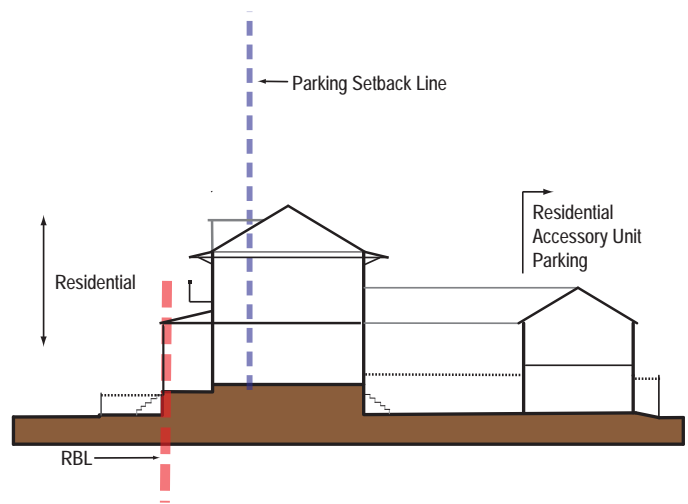 Parking Setback Line
Residential
Accessory Unit
Parking
Residential
RBL